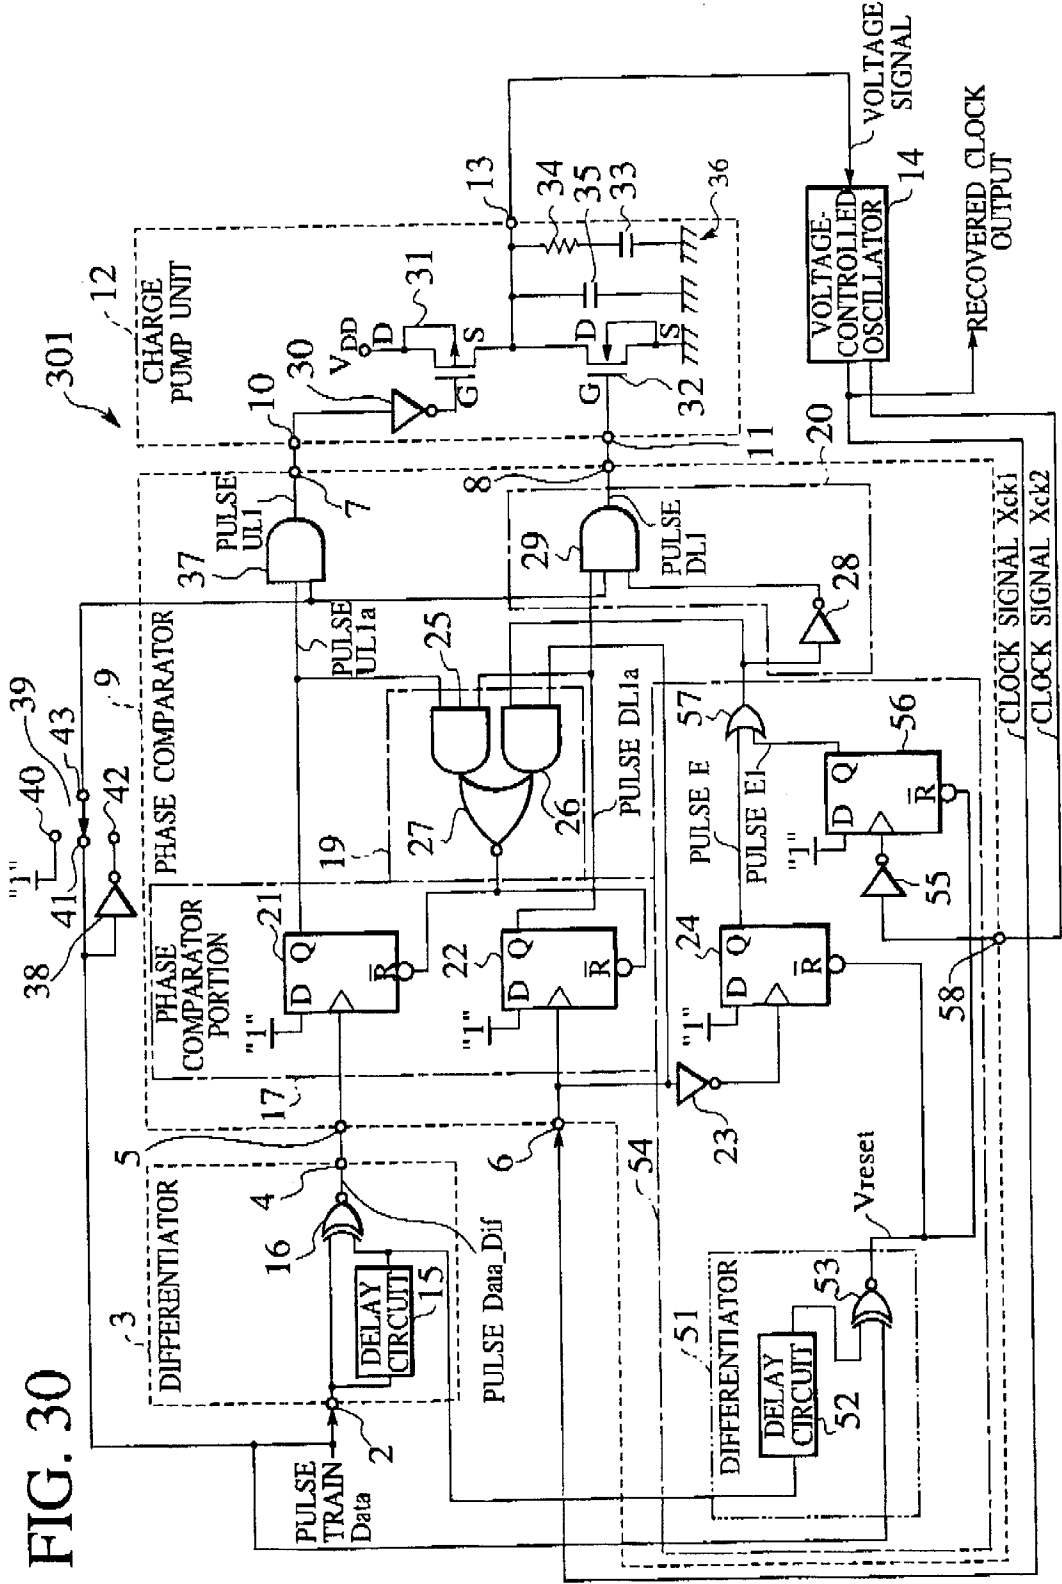 FIG. 30
301
3
DIFFERENTIATOR
PULSE
TRAIN
Data
2
DELAY
CIRCUIT
15
16
4
PULSE Data_Dif
5
6
17
PHASE
COMPARATOR
PORTION
"1"
D
Q
R
21
"1"
D
Q
R
22
38
39
"1"
40
41
42
43
9
PHASE COMPARATOR
19
27
25
26
PULSE
UL1a
PULSE DL1a
37
PULSE
UL1
7
29
PULSE
DL1
8
20
28
10
11
12
CHARGE
PUMP UNIT
30
VDD
D
31
S
G
G
D
S
32
13
34
35
33
36
VOLTAGE
SIGNAL
VOLTAGE-
CONTROLLED
OSCILLATOR
14
RECOVERED CLOCK
OUTPUT
CLOCK SIGNAL Xck1
CLOCK SIGNAL Xck2
54
23
"1"
D
Q
R
24
PULSE E
PULSE E1
57
"1"
D
Q
R
56
55
58
51
DIFFERENTIATOR
DELAY
CIRCUIT
52
53
Vreset